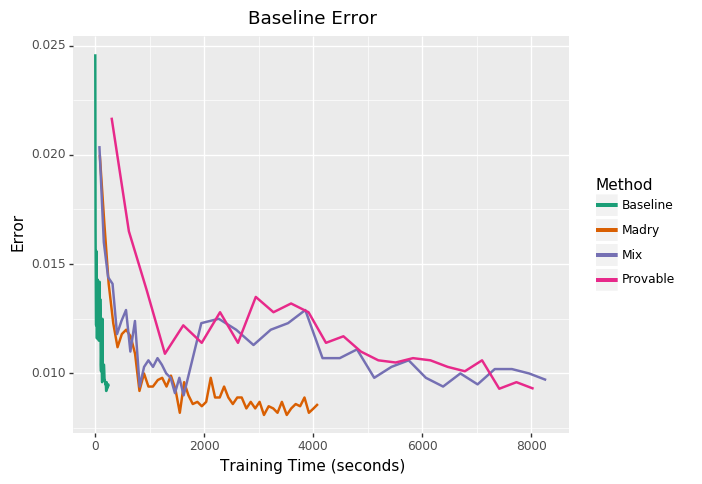 Baseline Error
0.025
0.020
0.015
0.010
Error
0
2000
4000
6000
8000
Training Time (seconds)
Method
Baseline
Madry
Mix
Provable